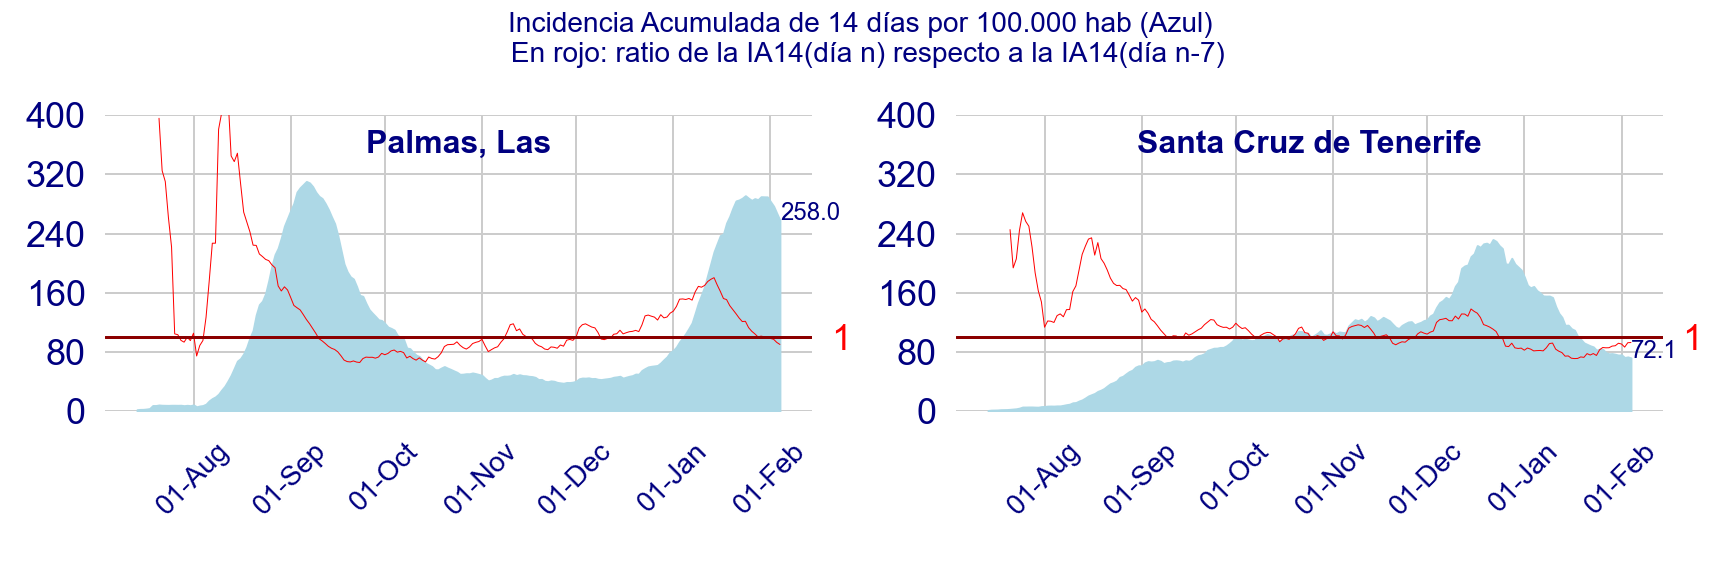 Incidencia Acumulada de 14 días por 100.000 hab (Azul)
En rojo: ratio de la IA14(día n) respecto a la IA14(día n-7)
Palmas, Las
400
320
240
160
80
0
258.0
1
01-Aug
01-Sep
01-Oct
01-Nov
01-Dec
01-Jan
01-Feb
Santa Cruz de Tenerife
400
320
240
160
80
0
72.1
1
01-Aug
01-Sep
01-Oct
01-Nov
01-Dec
01-Jan
01-Feb